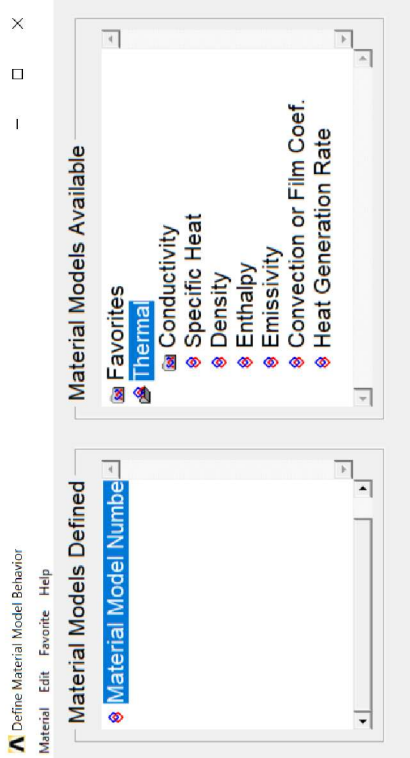 Define Material Model Behavior
Material Edit Favorite Help
Material Models Defined
Material Model Numbe
Material Models Available
Favorites
Thermal
Conductivity
Specific Heat
Density
Enthalpy
Emissivity
Convection or Film Coef.
Heat Generation Rate